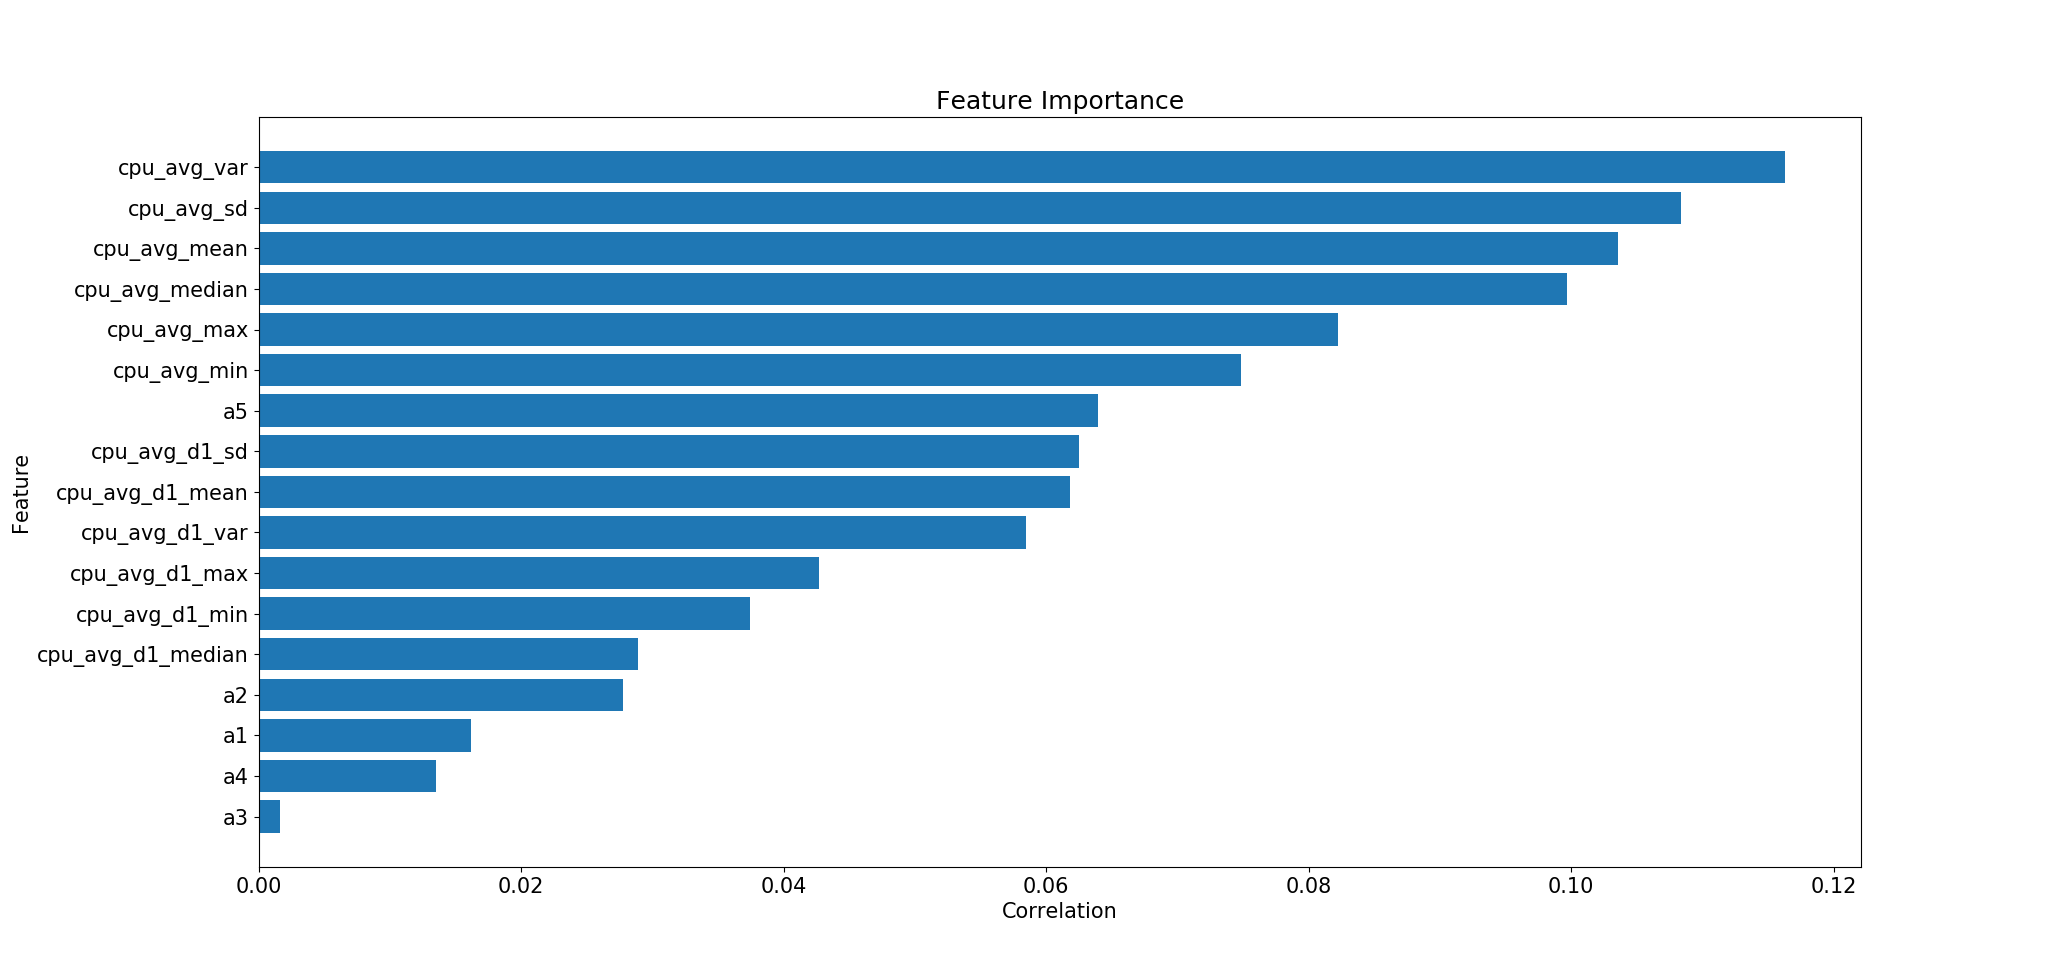 Feature Importance
cpu_avg_var
cpu_avg_sd
cpu_avg_mean
cpu_avg_median
cpu_avg_max
cpu_avg_min
a5
cpu_avg_d1_sd
cpu_avg_d1_mean
cpu_avg_d1_var
cpu_avg_d1_max
cpu_avg_d1_min
cpu_avg_d1_median
a2
a1
a4
a3
Feature
0.00 0.02 0.04 0.06 0.08 0.10 0.12
Correlation